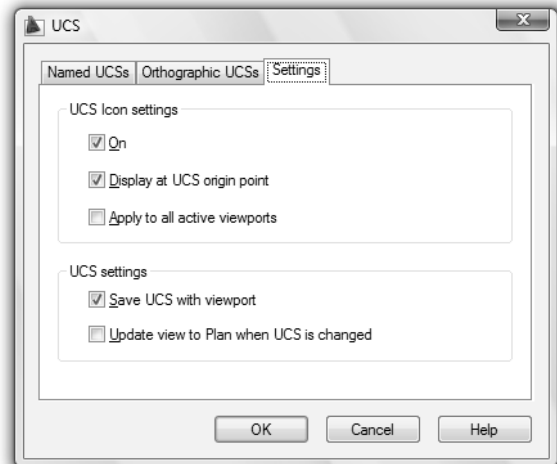 UCS
Named UCSs Orthographic UCSs Settings
UCS Icon settings
On
Display at UCS origin point
Apply to all active viewports
UCS settings
Save UCS with viewport
Update view to Plan when UCS is changed
OK Cancel Help